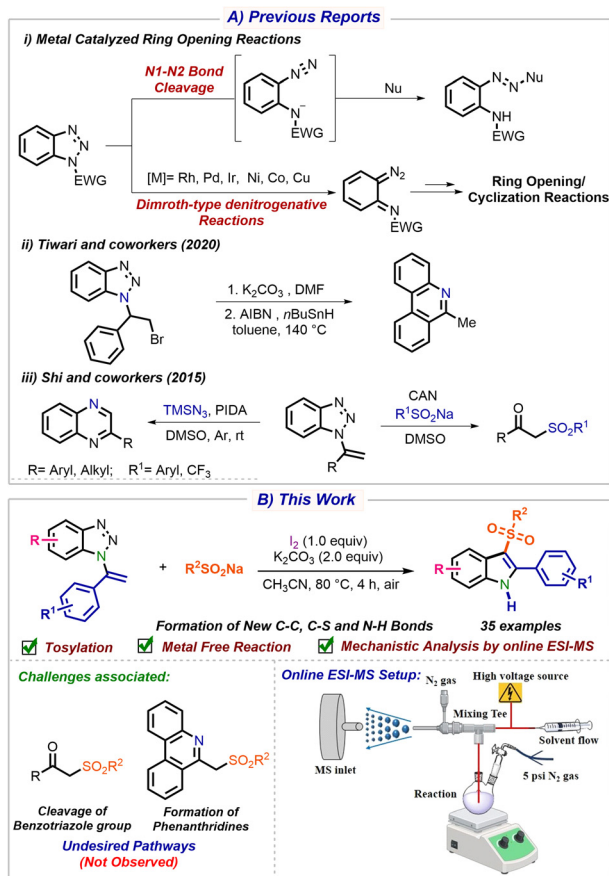 A) Previous Reports
i) Metal Catalyzed Ring Opening Reactions
N1-N2 Bond
Cleavage
N
N
N
EWG
N
N
N⁻
EWG
Nu
N
N
Nu
NH
EWG
[M]= Rh, Pd, Ir, Ni, Co, Cu
Dimroth-type denitrogenative
Reactions
N₂
N
EWG
Ring Opening/
Cyclization Reactions
ii) Tiwari and coworkers (2020)
N
N
N
Br
1. K₂CO₃ , DMF
2. AIBN , nBuSnH
toluene, 140 °C
N
Me
iii) Shi and coworkers (2015)
N
N
R
TMSN₃, PIDA
DMSO, Ar, rt
N
N
N
R
CAN
R¹SO₂Na
DMSO
O
R
SO₂R¹
R= Aryl, Alkyl; R¹= Aryl, CF₃
B) This Work
R
N
N
N
R¹
+
R²SO₂Na
I₂ (1.0 equiv)
K₂CO₃ (2.0 equiv)
CH₃CN, 80 °C, 4 h, air
R²
O
S
O
R
N
H
R¹
Formation of New C-C, C-S and N-H Bonds
35 examples
Tosylation
Metal Free Reaction
Mechanistic Analysis by online ESI-MS
Challenges associated:
O
R
SO₂R²
N
SO₂R²
Cleavage of
Benzotriazole group
Formation of
Phenanthridines
Undesired Pathways
(Not Observed)
Online ESI-MS Setup:
High voltage source
N₂ gas
Mixing Tee
Solvent flow
MS inlet
5 psi N₂ gas
Reaction